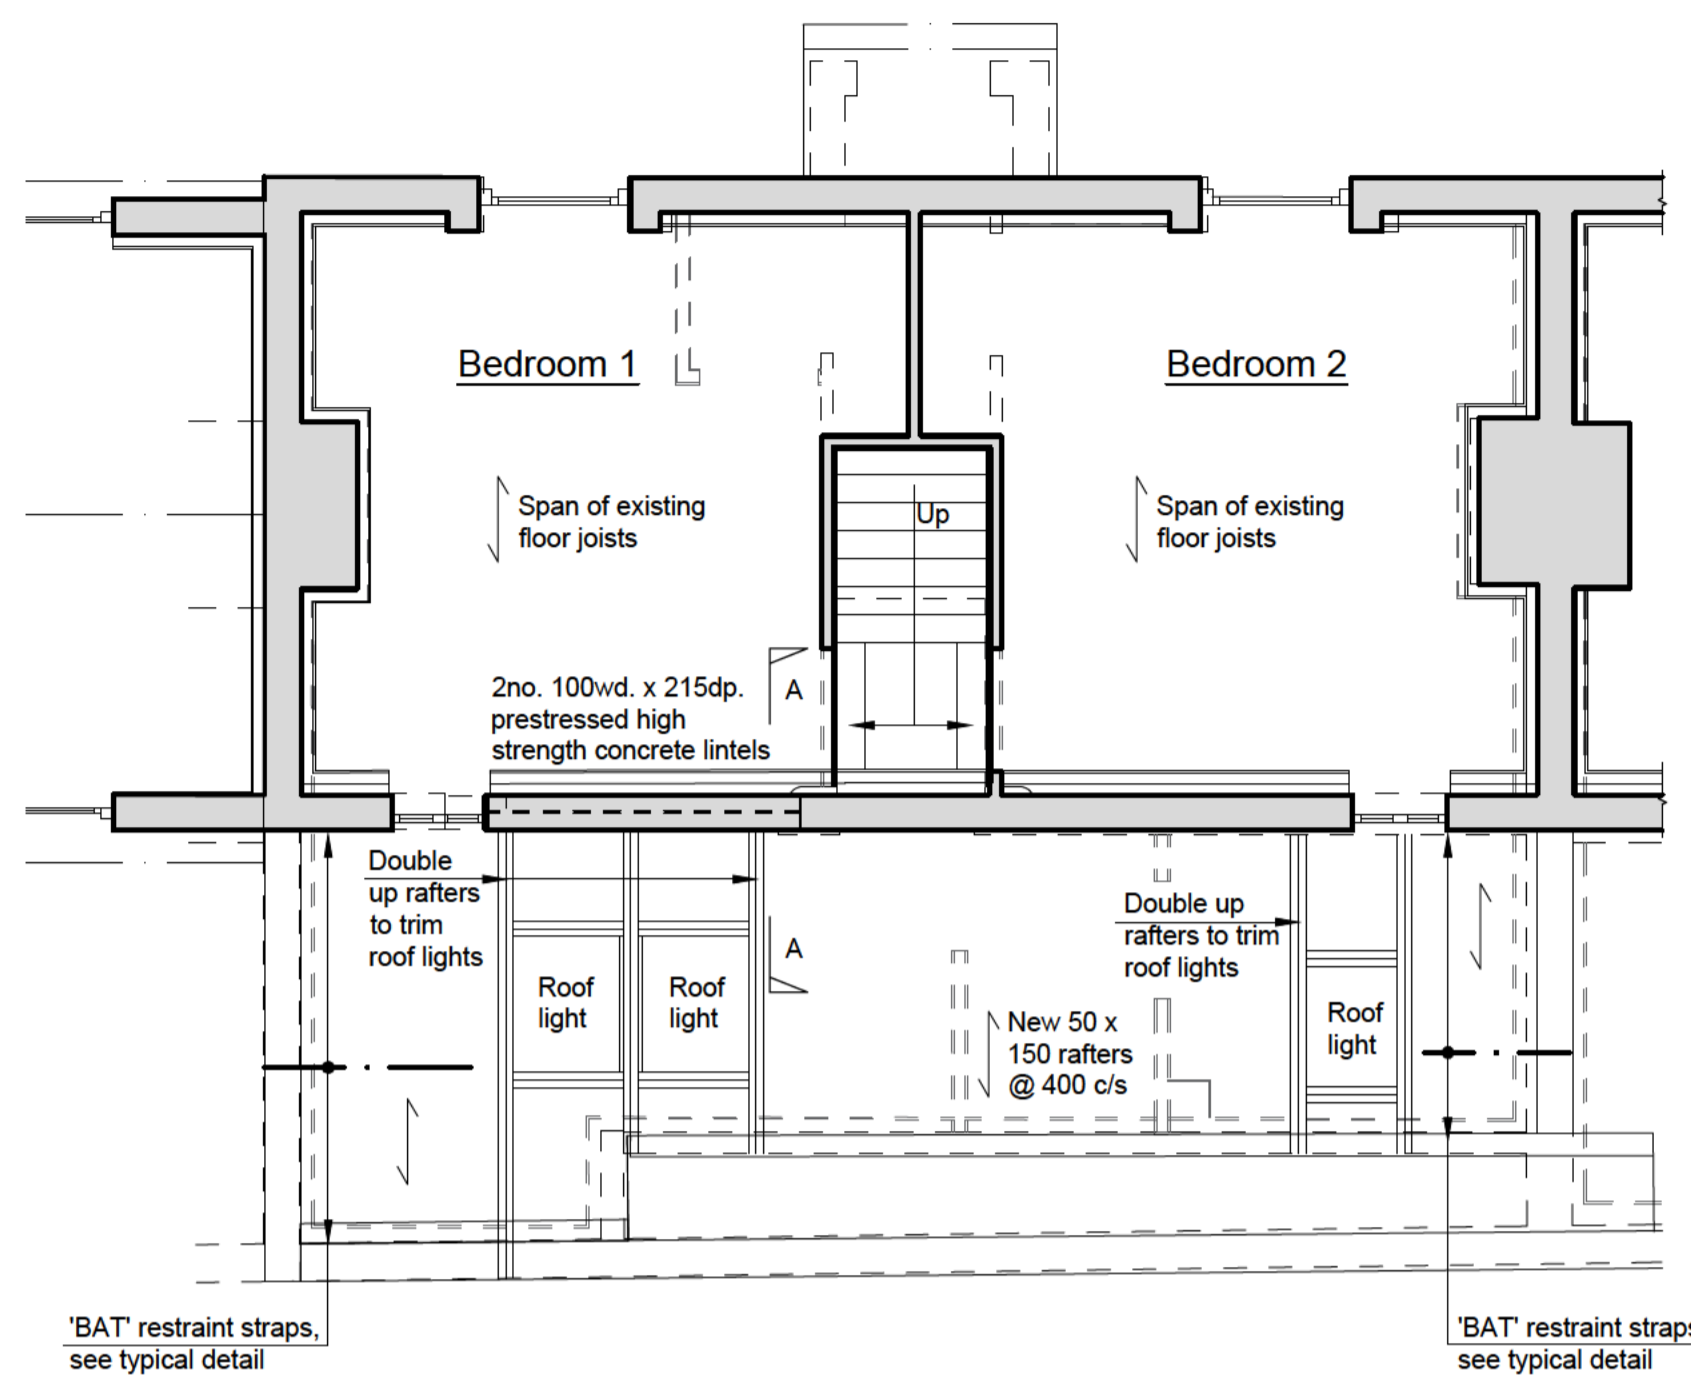 Bedroom 1
Bedroom 2
Span of existing
floor joists
Up
Span of existing
floor joists
2no. 100wd. x 215dp.
prestressed high
strength concrete lintels
A
Double
up rafters
to trim
roof lights
A
Double up
rafters to trim
roof lights
Roof
light
Roof
light
Roof
light
New 50 x
150 rafters
@ 400 c/s
'BAT' restraint straps,
see typical detail
'BAT' restraint straps
see typical detail